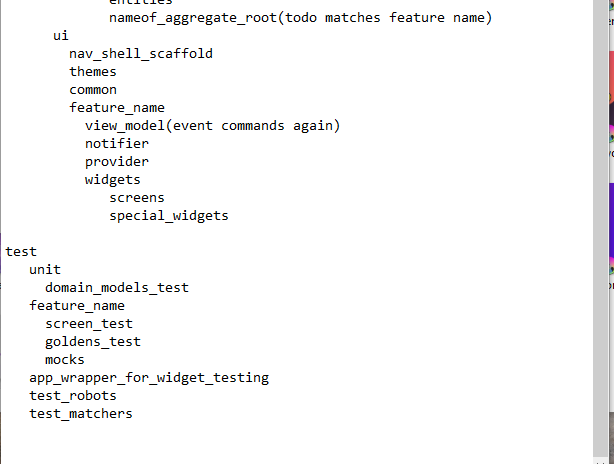 entities
nameof_aggregate_root(todo matches feature name)
ui
nav_shell_scaffold
themes
common
feature_name
view_model(event commands again)
notifier
provider
widgets
screens
special_widgets
test
unit
domain_models_test
feature_name
screen_test
goldens_test
mocks
app_wrapper_for_widget_testing
test_robots
test_matchers